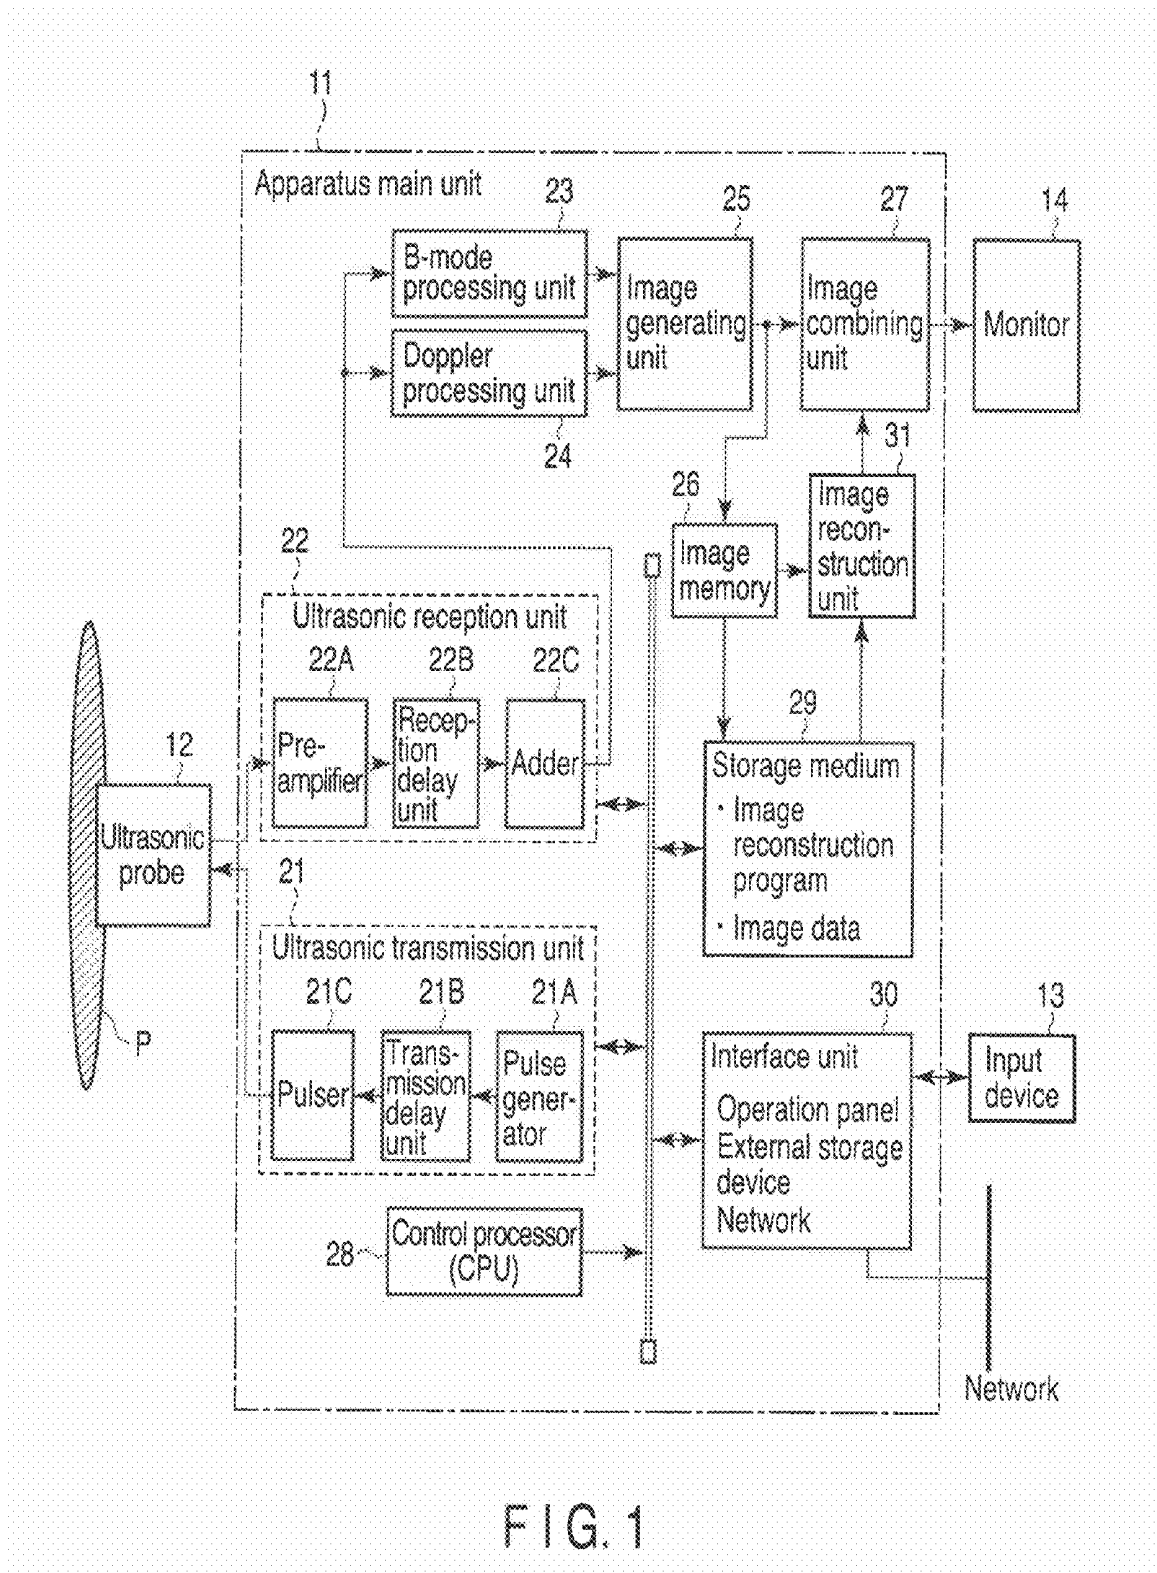 11
Apparatus main unit
23
25
27
14
B-mode
processing unit
Image
generating
unit
Image
combining
unit
Monitor
Doppler
processing unit
24
31
26
Image
memory
Image
recon-
struction
unit
22
Ultrasonic reception unit
22A
22B
22C
Pre-
amplifier
Recep-
tion
delay
unit
Adder
29
Storage medium
· Image
reconstruction
program
· Image data
12
Ultrasonic
probe
21
Ultrasonic transmission unit
21C
21B
21A
Pulser
Trans-
mission
delay
unit
Pulse
gener-
ator
P
30
Interface unit
Operation panel
External storage
device
Network
13
Input
device
28
Control processor
(CPU)
Network
FIG. 1